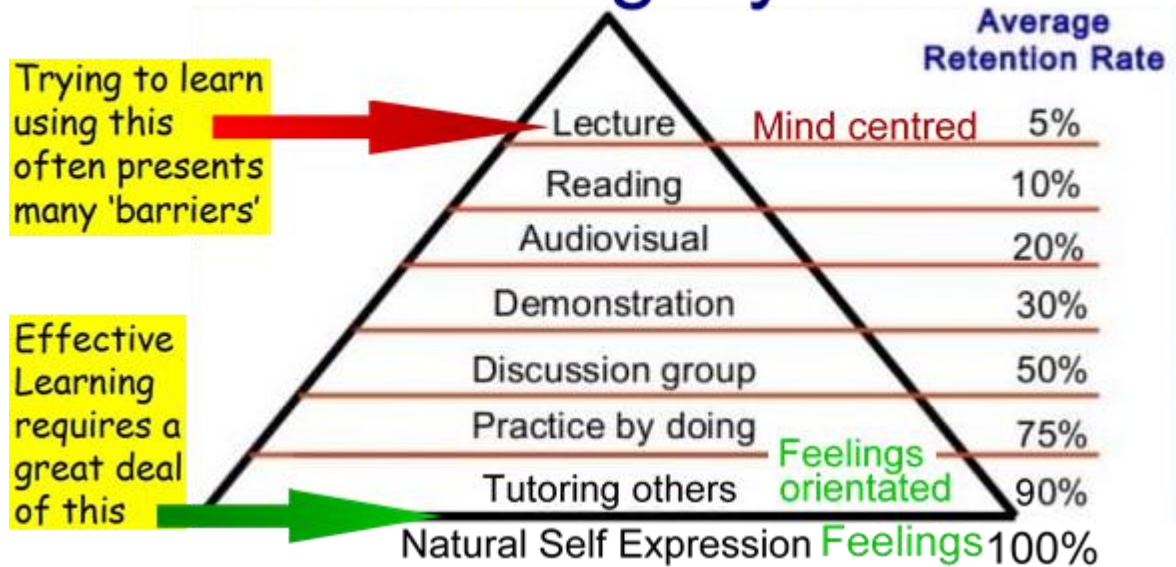 Average
Retention Rate
Trying to learn
using this
often presents
many 'barriers'
Lecture Mind centred 5%
Reading 10%
Audiovisual 20%
Demonstration 30%
Effective
Learning
requires a
great deal
of this
Discussion group 50%
Practice by doing 75%
Feelings
orientated
Tutoring others 90%
Natural Self Expression Feelings 100%